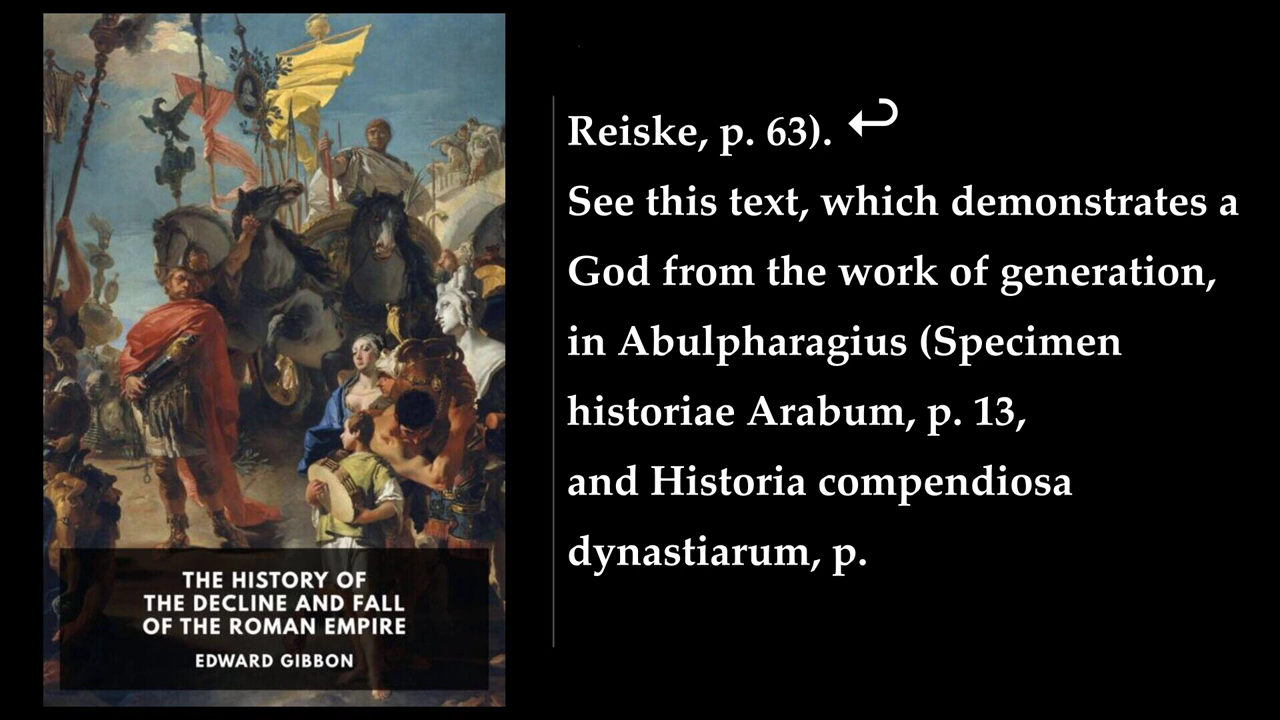 THE HISTORY OF
THE DECLINE AND FALL
OF THE ROMAN EMPIRE
EDWARD GIBBON
Reiske, p. 63). ↩
See this text, which demonstrates a
God from the work of generation,
in Abulpharagius (Specimen
historiae Arabum, p. 13,
and Historia compendiosa
dynastiarum, p.